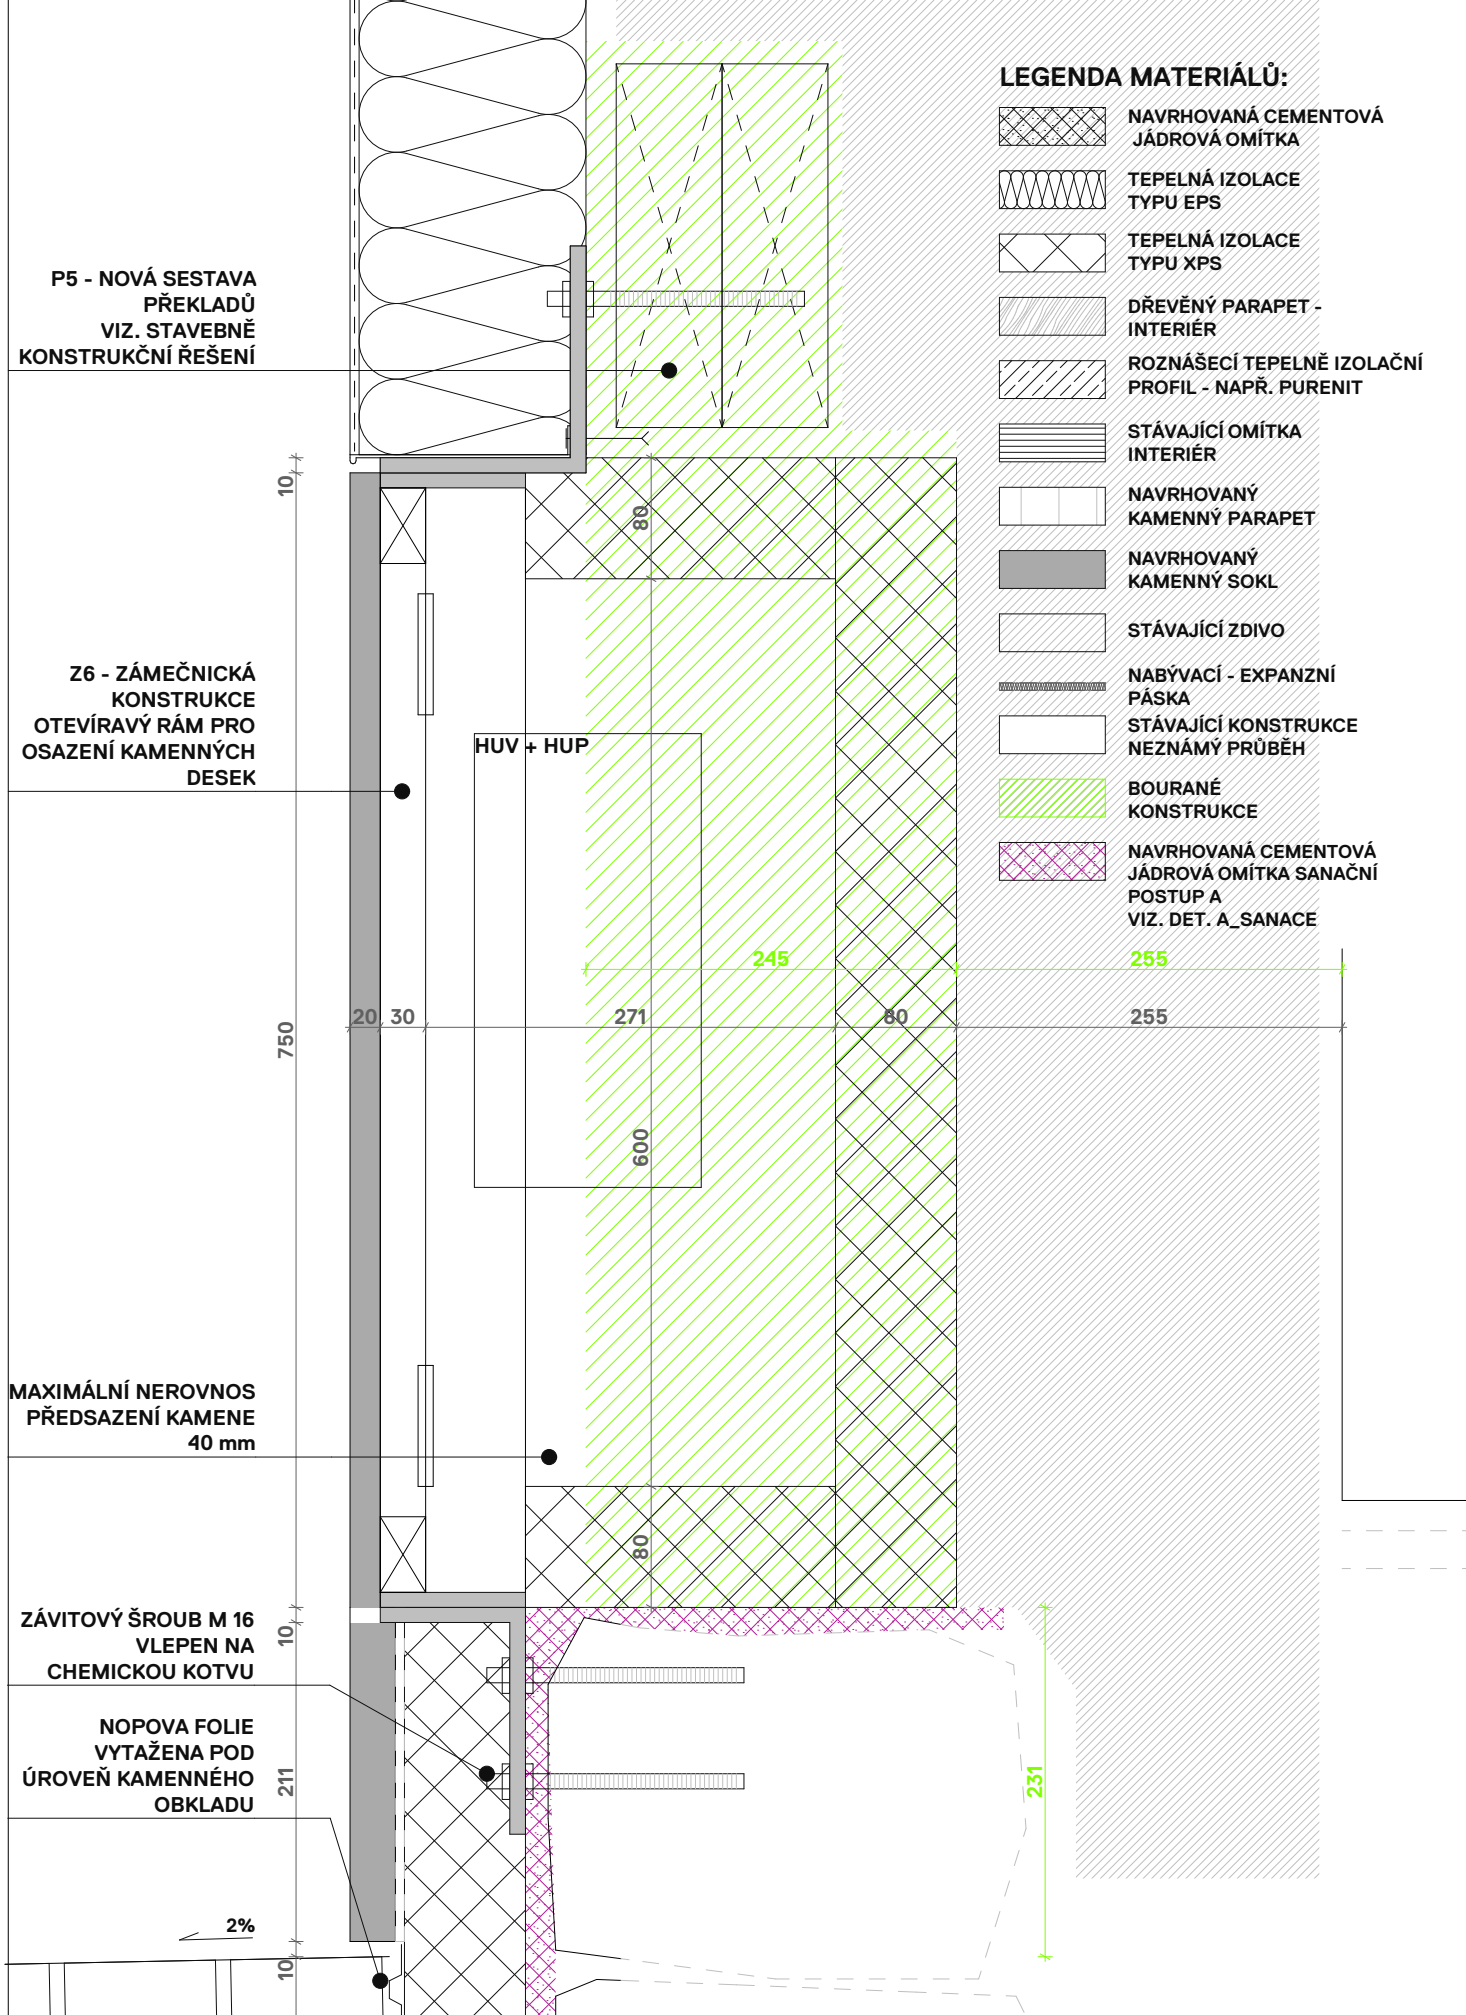 P5 - NOVÁ SESTAVA
PŘEKLADŮ
VIZ. STAVEBNĚ
KONSTRUKČNÍ ŘEŠENÍ
10
80
Z6 - ZÁMEČNICKÁ
KONSTRUKCE
OTEVÍRAVÝ RÁM PRO
OSAZENÍ KAMENNÝCH
DESEK
HUV + HUP
245
255
20
30
271
80
255
750
600
MAXIMÁLNÍ NEROVNOS
PŘEDSAZENÍ KAMENE
40 mm
80
ZÁVITOVÝ ŠROUB M 16
VLEPEN NA
CHEMICKOU KOTVU
10
NOPOVA FOLIE
VYTAŽENA POD
ÚROVEŇ KAMENNÉHO
OBKLADU
211
231
2%
10
LEGENDA MATERIÁLŮ:
NAVRHOVANÁ CEMENTOVÁ
JÁDROVÁ OMÍTKA
TEPELNÁ IZOLACE
TYPU EPS
TEPELNÁ IZOLACE
TYPU XPS
DŘEVĚNÝ PARAPET -
INTERIÉR
ROZNÁŠECÍ TEPELNĚ IZOLAČNÍ
PROFIL - NAPŘ. PURENIT
STÁVAJÍCÍ OMÍTKA
INTERIÉR
NAVRHOVANÝ
KAMENNÝ PARAPET
NAVRHOVANÝ
KAMENNÝ SOKL
STÁVAJÍCÍ ZDIVO
NABÝVACÍ - EXPANZNÍ
PÁSKA
STÁVAJÍCÍ KONSTRUKCE
NEZNÁMÝ PRŮBĚH
BOURANÉ
KONSTRUKCE
NAVRHOVANÁ CEMENTOVÁ
JÁDROVÁ OMÍTKA SANAČNÍ
POSTUP A
VIZ. DET. A_SANACE